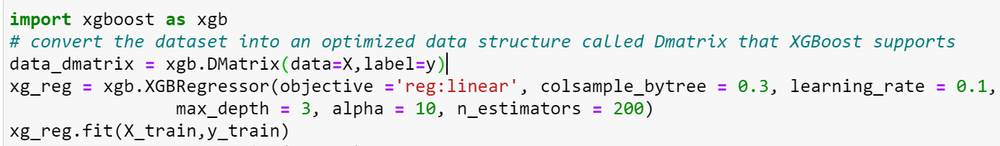 import xgboost as xgb
# convert the dataset into an optimized data structure called Dmatrix that XGBoost supports
data_dmatrix = xgb.DMatrix(data=X,label=y)
xg_reg = xgb.XGBRegressor(objective ='reg:linear', colsample_bytree = 0.3, learning_rate = 0.1,
                max_depth = 3, alpha = 10, n_estimators = 200)
xg_reg.fit(X_train,y_train)